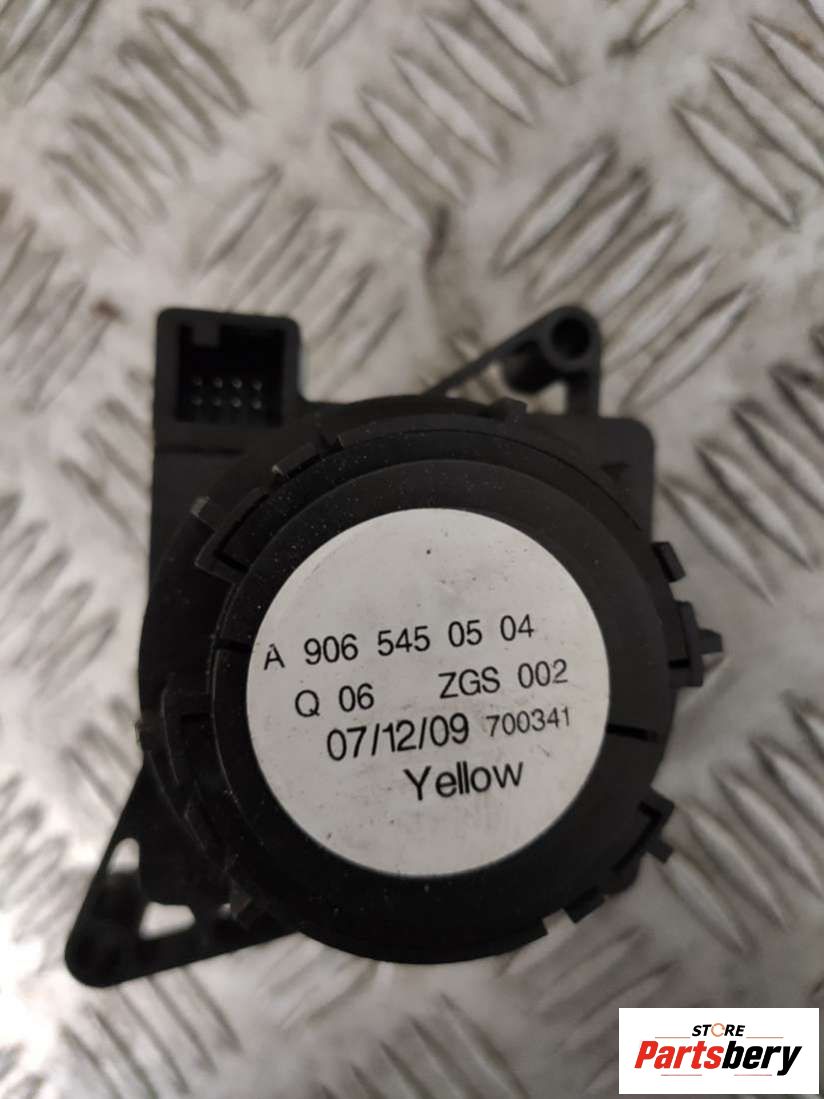 A 906 545 05 04
Q 06 ZGS 002
07/12/09 700341
Yellow
STORE
Partsbery